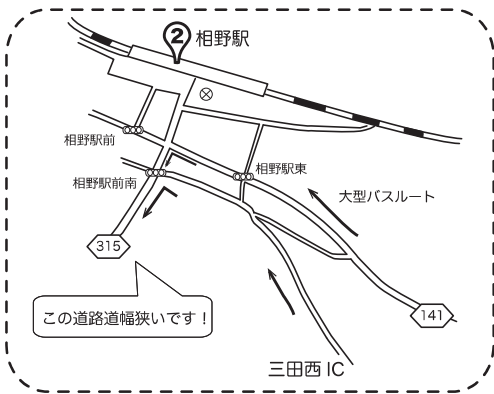 2 相野駅
相野駅前
相野駅東
相野駅前南
大型バスルート
315
この道路道幅狭いです！
141
三田西 IC